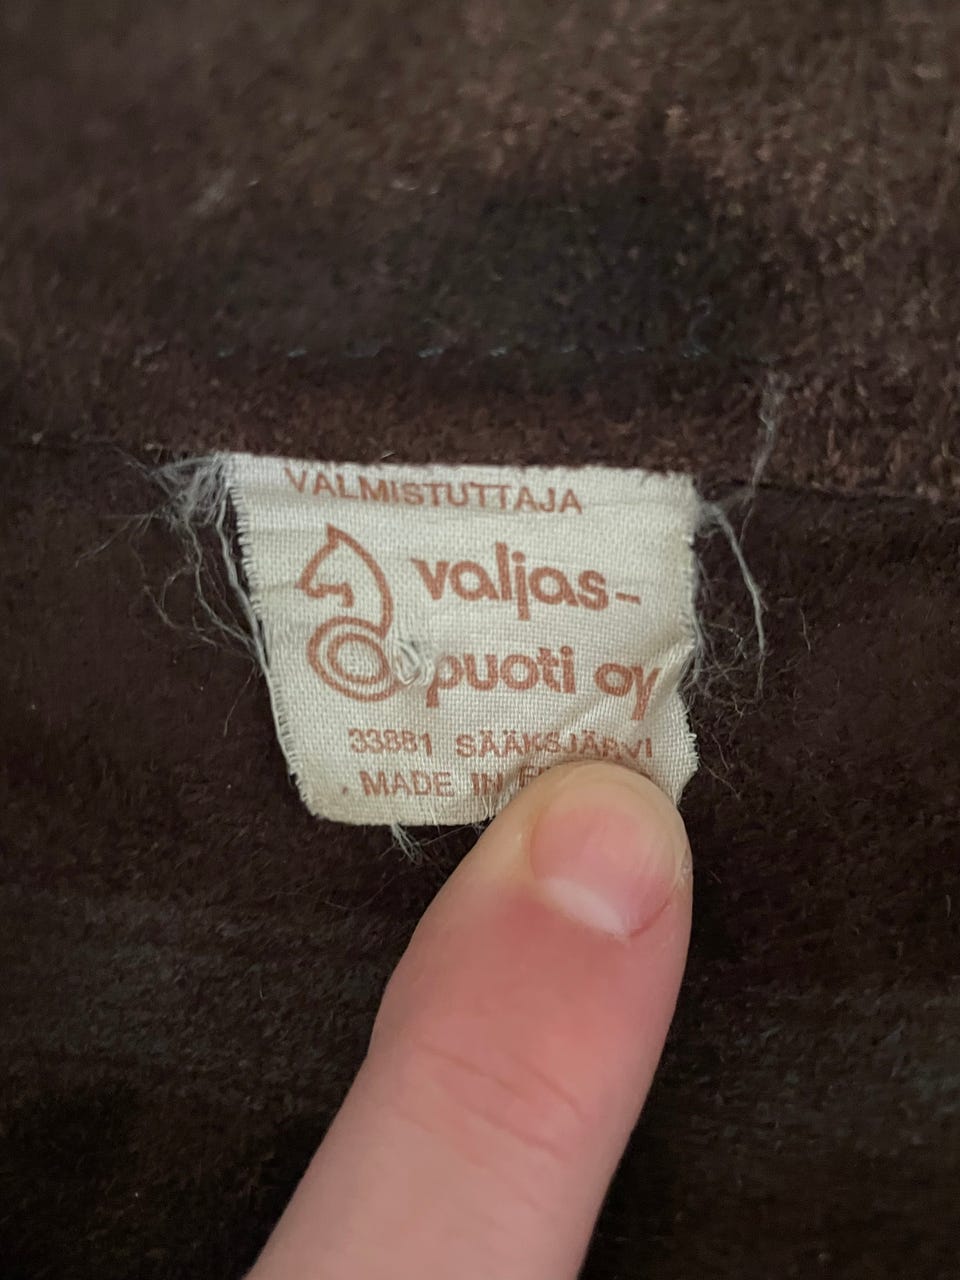 VALMISTUTTAJA
valjas-
puoti oy
33881 SÄÄKSJÄRVI
MADE IN